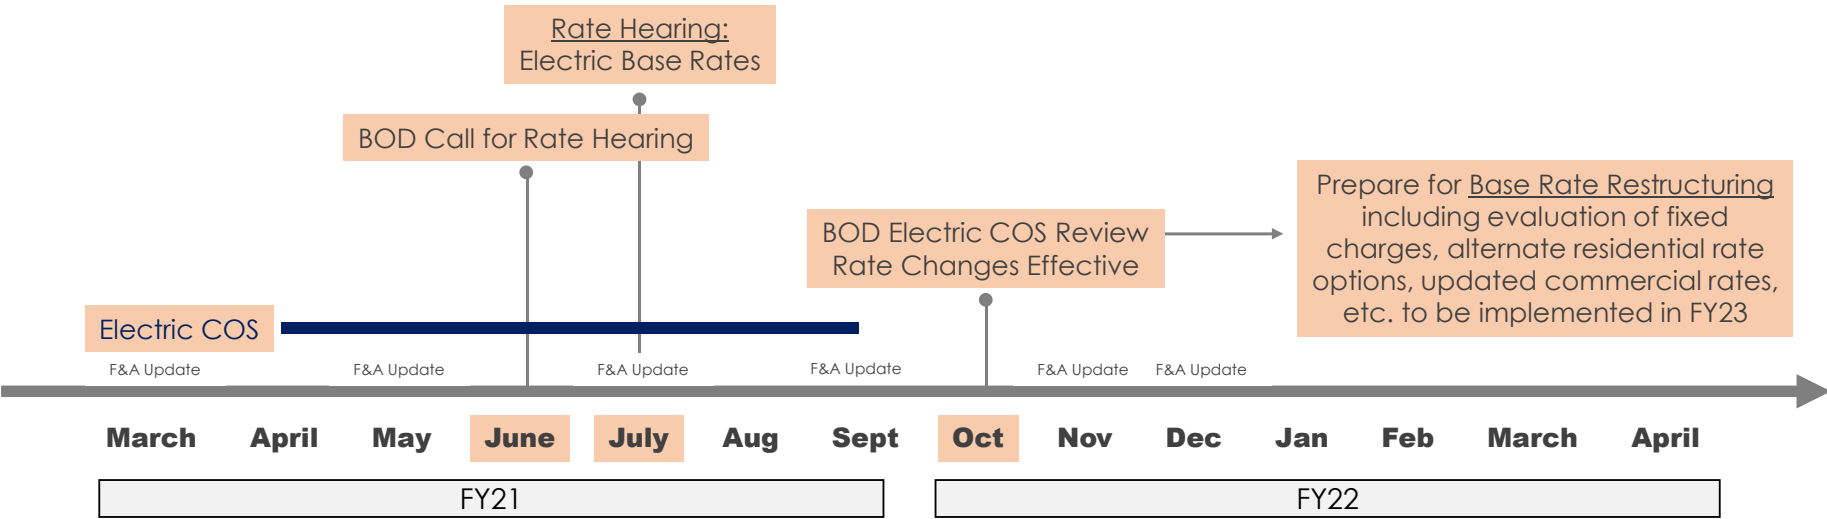 Rate Hearing:
Electric Base Rates
BOD Call for Rate Hearing
Prepare for Base Rate Restructuring
including evaluation of fixed
charges, alternate residential rate
options, updated commercial rates,
etc. to be implemented in FY23
BOD Electric COS Review
Rate Changes Effective
Electric COS
F&A Update F&A Update F&A Update F&A Update F&A Update F&A Update
March April May June July Aug Sept Oct Nov Dec Jan Feb March April
FY21 FY22